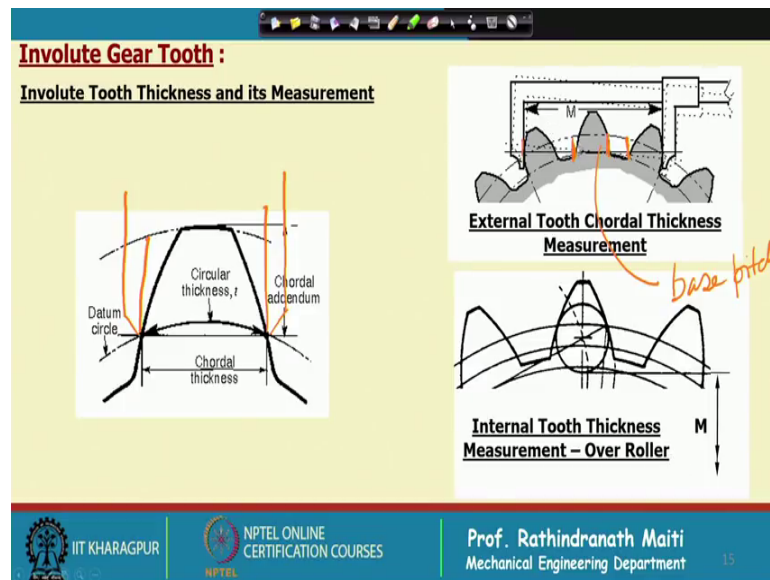 Involute Gear Tooth :
Involute Tooth Thickness and its Measurement
M
External Tooth Chordal Thickness
Measurement
base pitch
Circular
thickness, t
Chordal
addendum
Datum
circle
Chordal
thickness
Internal Tooth Thickness
Measurement – Over Roller
M
IIT KHARAGPUR
NPTEL
NPTEL ONLINE
CERTIFICATION COURSES
Prof. Rathindranath Maiti
Mechanical Engineering Department
15